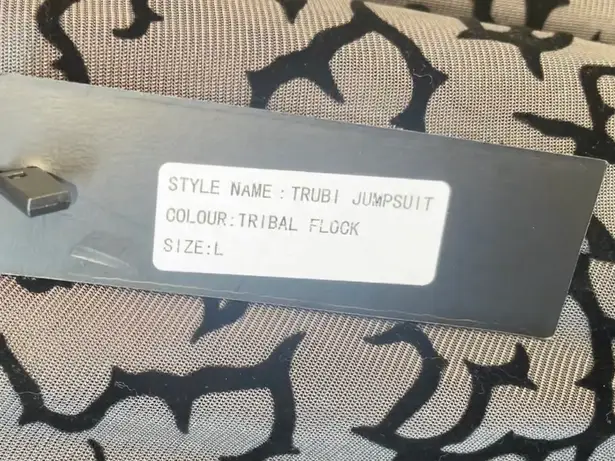 STYLE NAME : TRUBI JUMPSUIT
COLOUR:TRIBAL FLOCK
SIZE:L